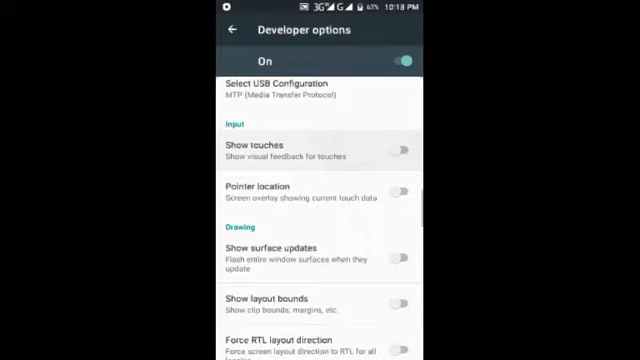 3G G 63% 10:18 PM
Developer options
On
Select USB Configuration
MTP (Media Transfer Protocol)
Input
Show touches
Show visual feedback for touches
Pointer location
Screen overlay showing current touch data
Drawing
Show surface updates
Flash entire window surfaces when they
update
Show layout bounds
Show clip bounds, margins, etc.
Force RTL layout direction
Force screen layout direction to RTL for all